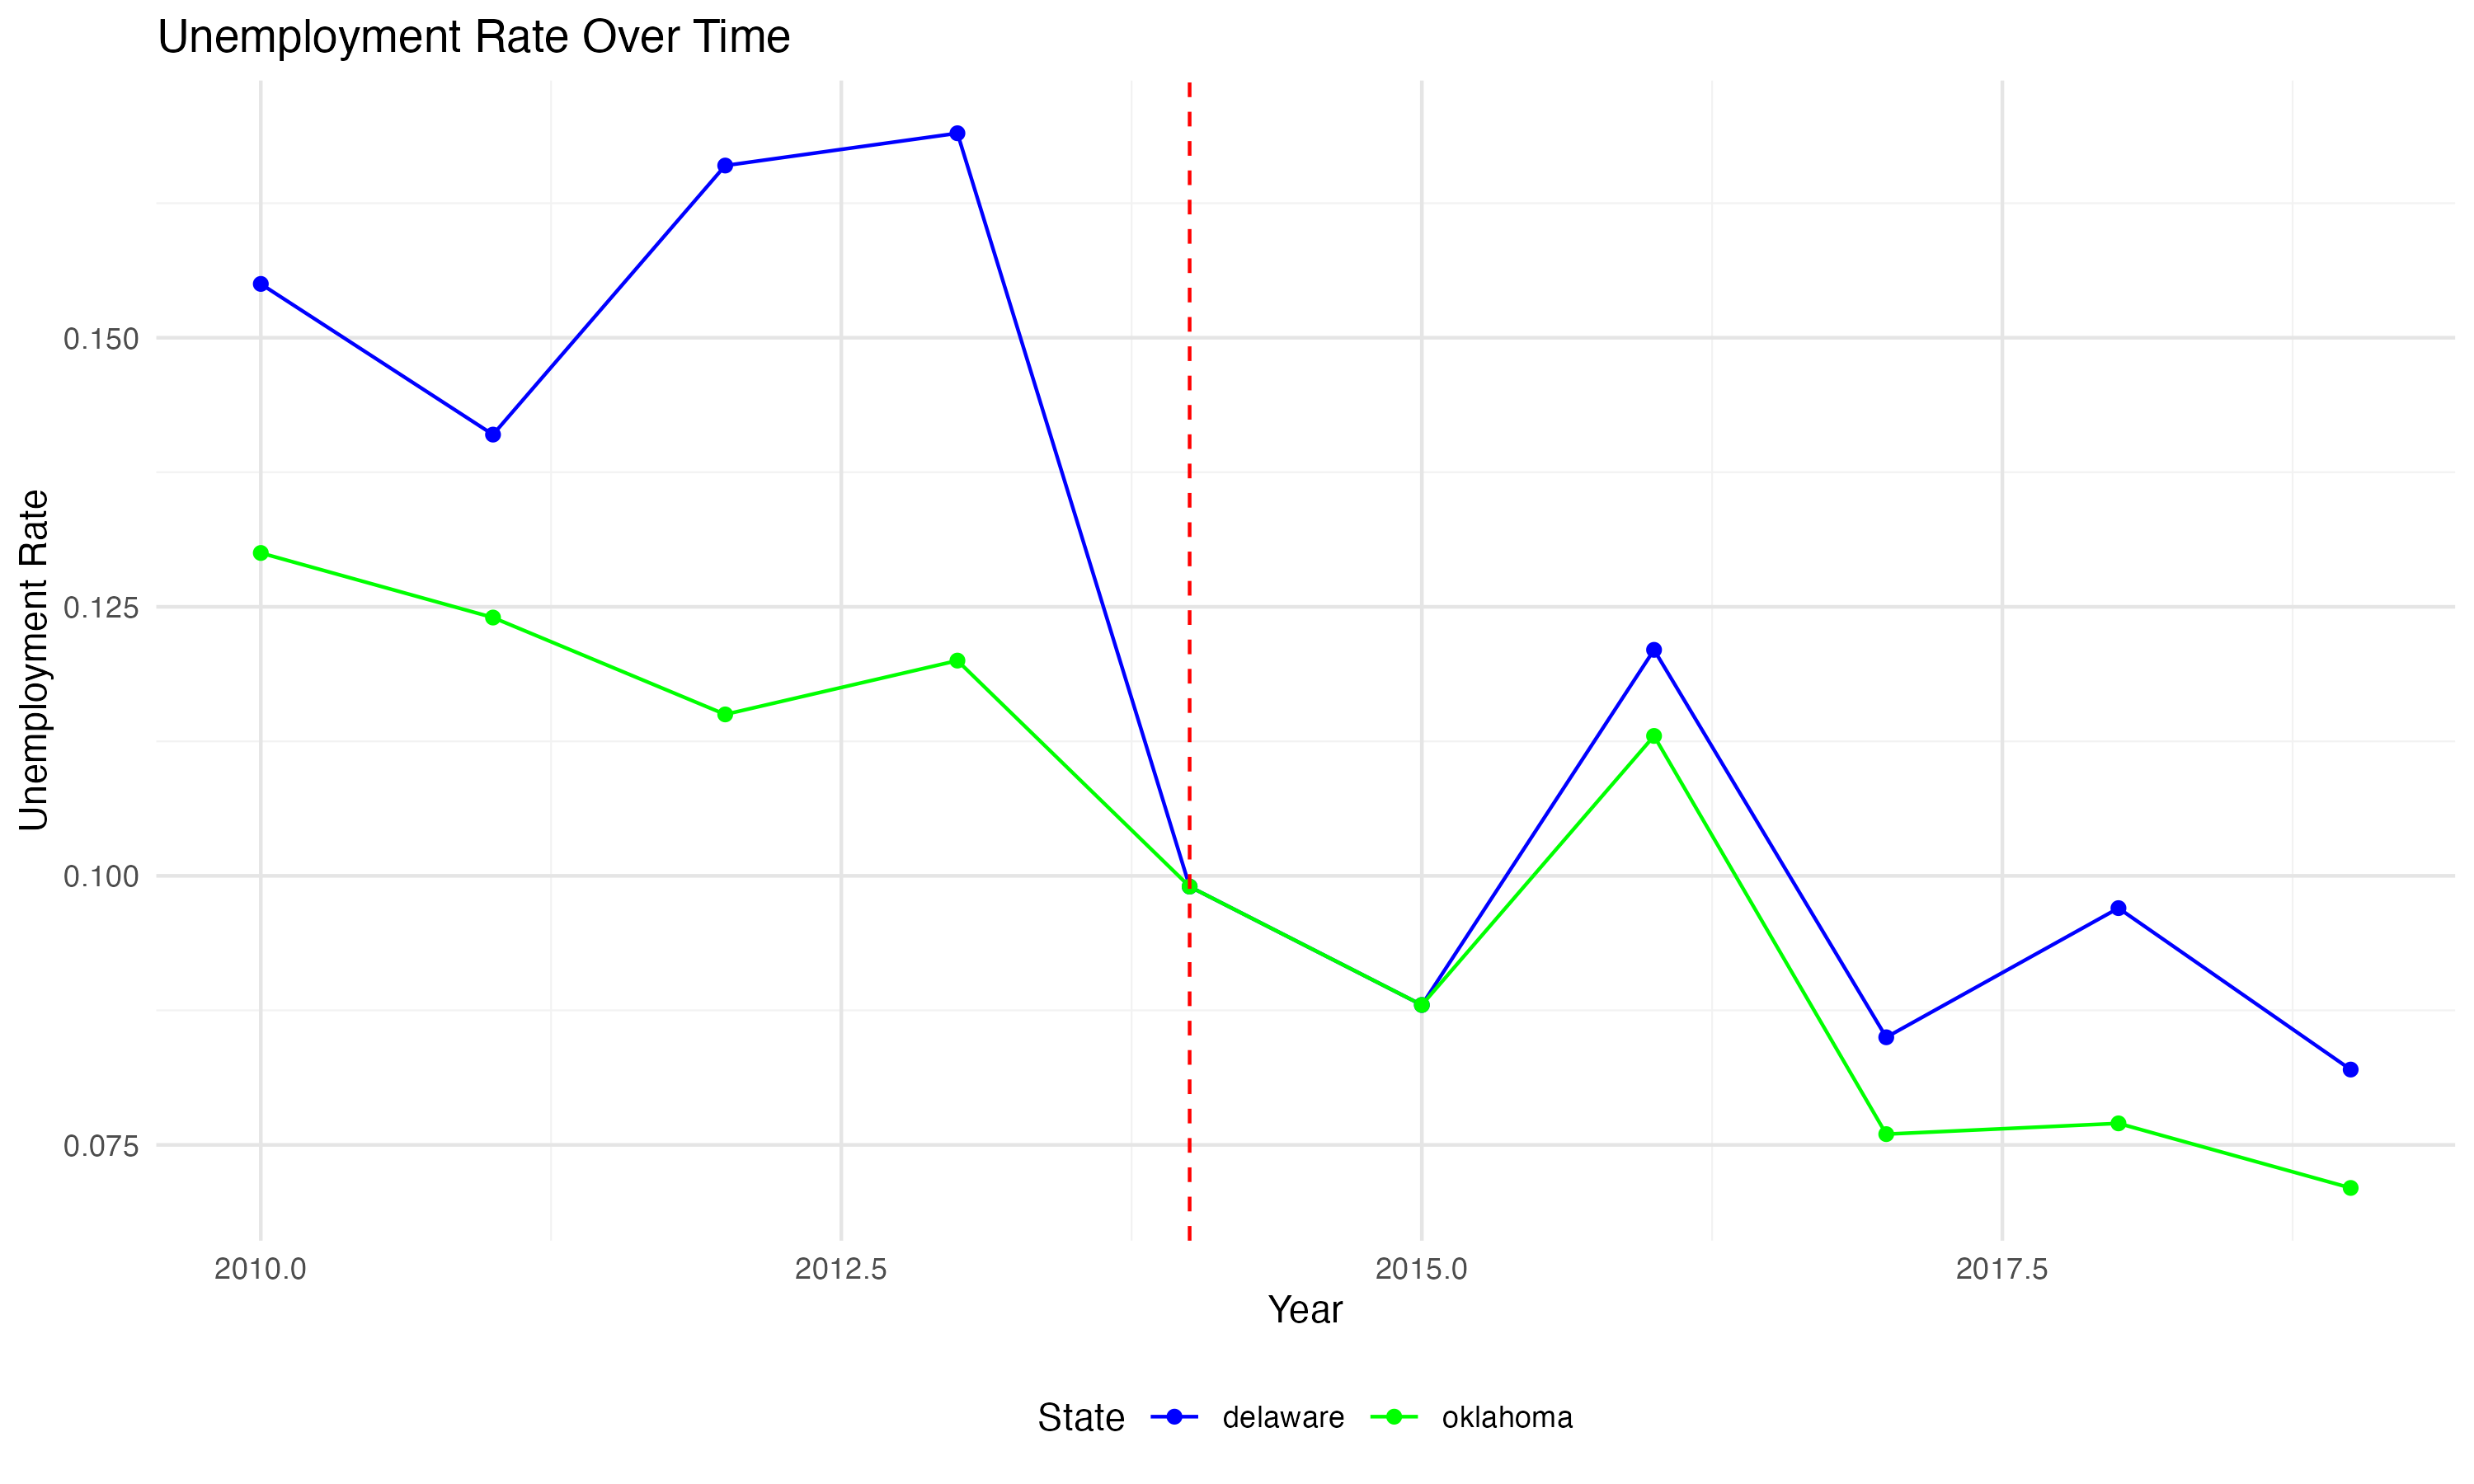 Unemployment Rate Over Time
Unemployment Rate
0.150
0.125
0.100
0.075
2010.0 2012.5 2015.0 2017.5
Year
State delaware oklahoma